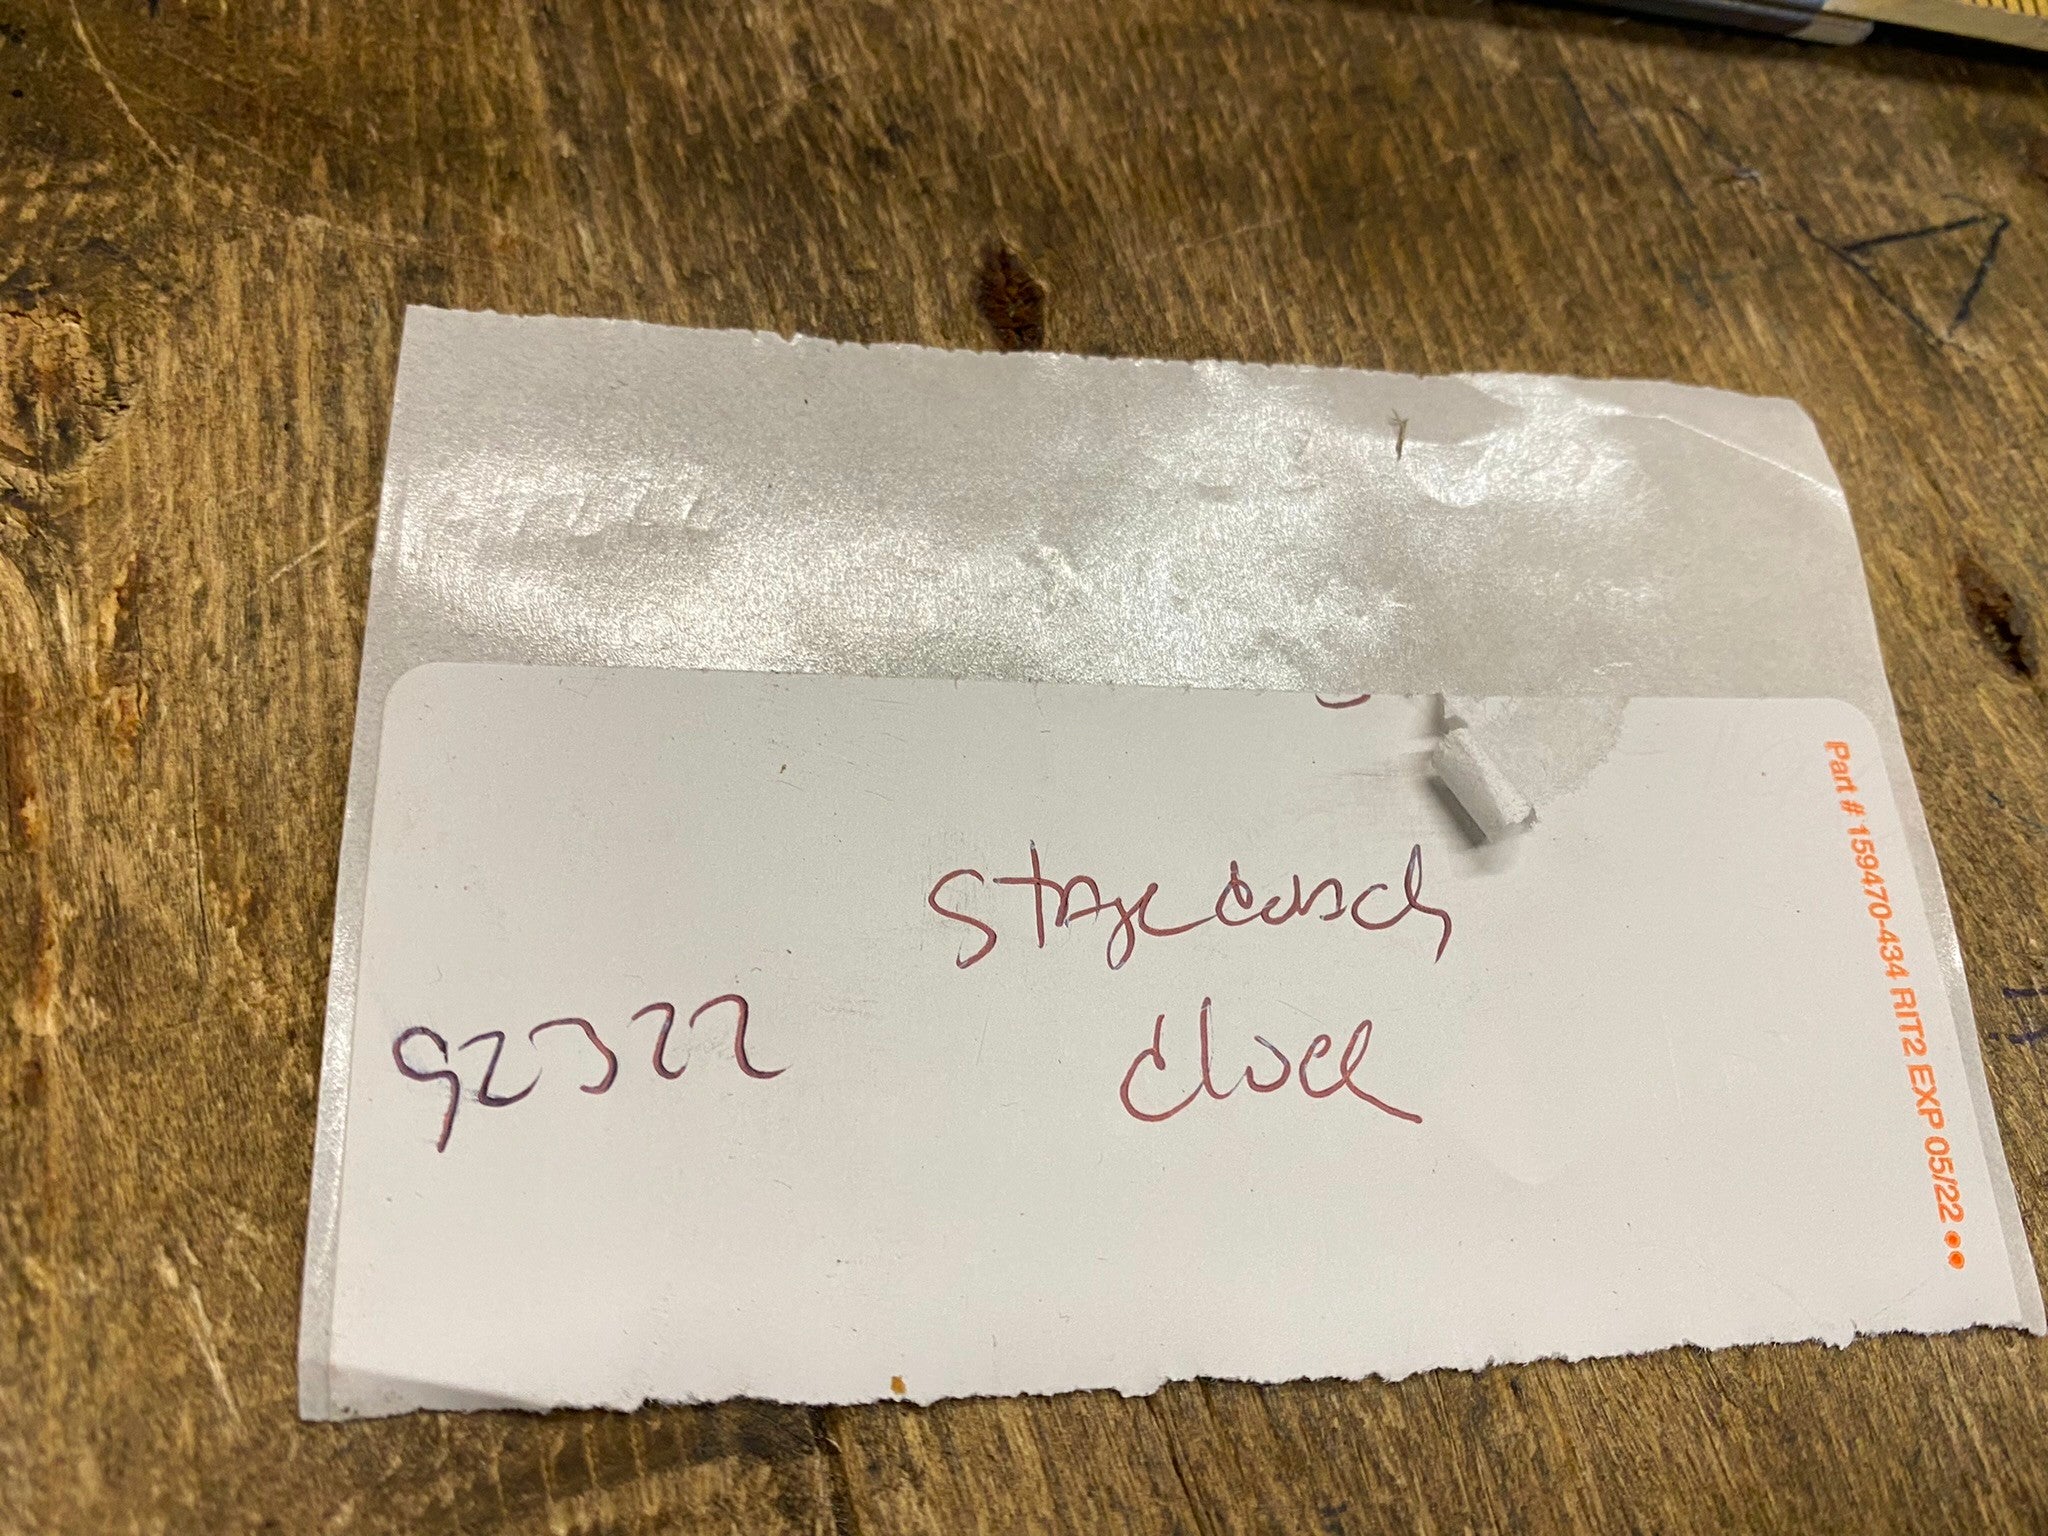 Stagecoach
92322
Clock
Part # 159470-434 RIT2 EXP 05/22